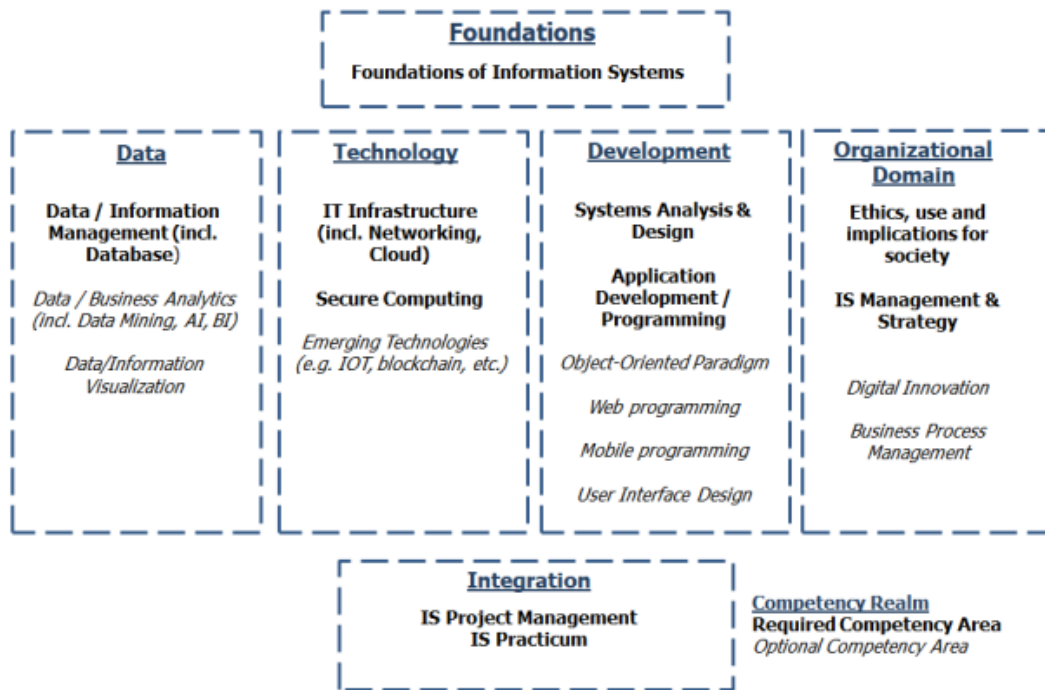 Foundations
Foundations of Information Systems
Data
Data / Information
Management (incl.
Database)
Data / Business Analytics
(incl. Data Mining, AI, BI)
Data/Information
Visualization
Technology
IT Infrastructure
(incl. Networking,
Cloud)
Secure Computing
Emerging Technologies
(e.g. IOT, blockchain, etc.)
Development
Systems Analysis &
Design
Application
Development /
Programming
Object-Oriented Paradigm
Web programming
Mobile programming
User Interface Design
Organizational
Domain
Ethics, use and
implications for
society
IS Management &
Strategy
Digital Innovation
Business Process
Management
Integration
IS Project Management
IS Practicum
Competency Realm
Required Competency Area
Optional Competency Area